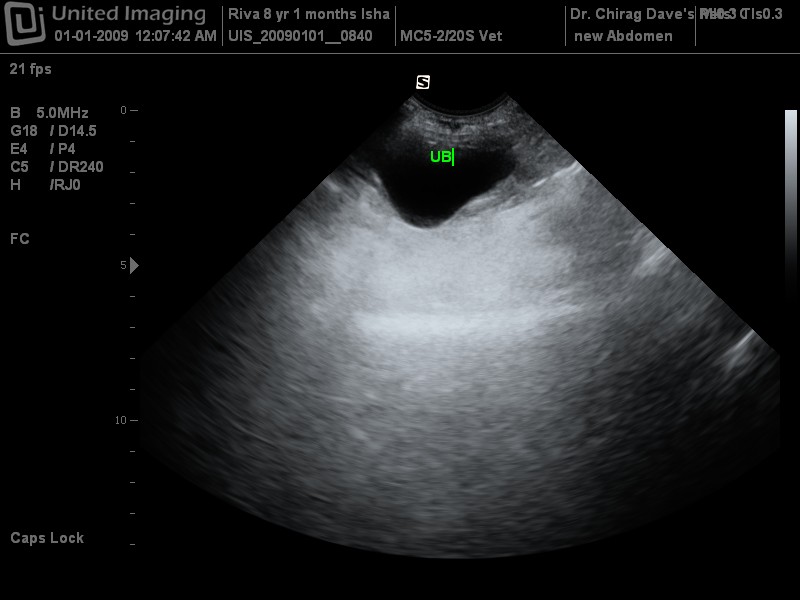 United Imaging
01-01-2009 12:07:42 AM
Riva 8 yr 1 months Isha
UIS_20090101__0840
MC5-2/20S Vet
Dr. Chirag Dave's
TIs0.3
new Abdomen
21 fps
S
B 5.0MHz
G18 / D14.5
E4 / P4
C5 / DR240
H /RJ0
FC
0
5
10
UB
Caps Lock